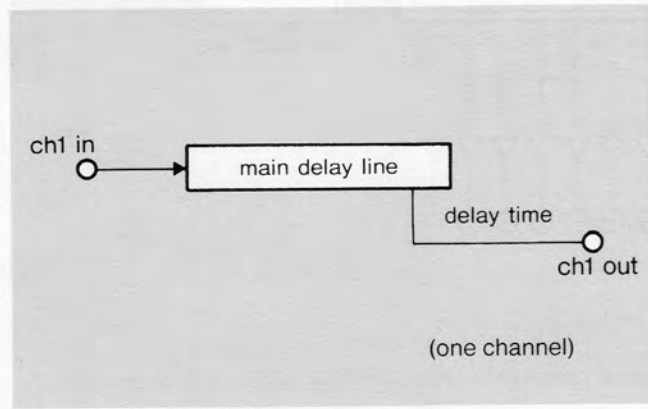 ch1 in
main delay line
delay time
ch1 out
(one channel)